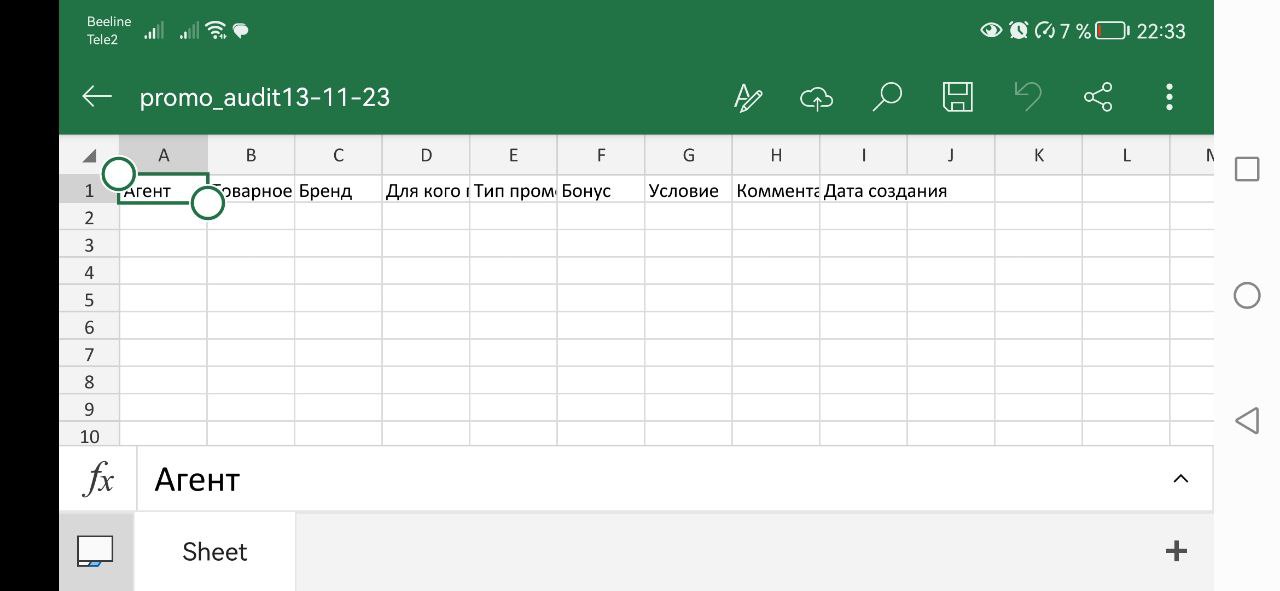 Beeline
Tele2
7 % 22:33
promo_audit13-11-23
A B C D E F G H I J K L
1 Агент Товарное Бренд Для кого Тип пром Бонус Условие Коммента Дата создания
2
3
4
5
6
7
8
9
10
fx Агент
Sheet